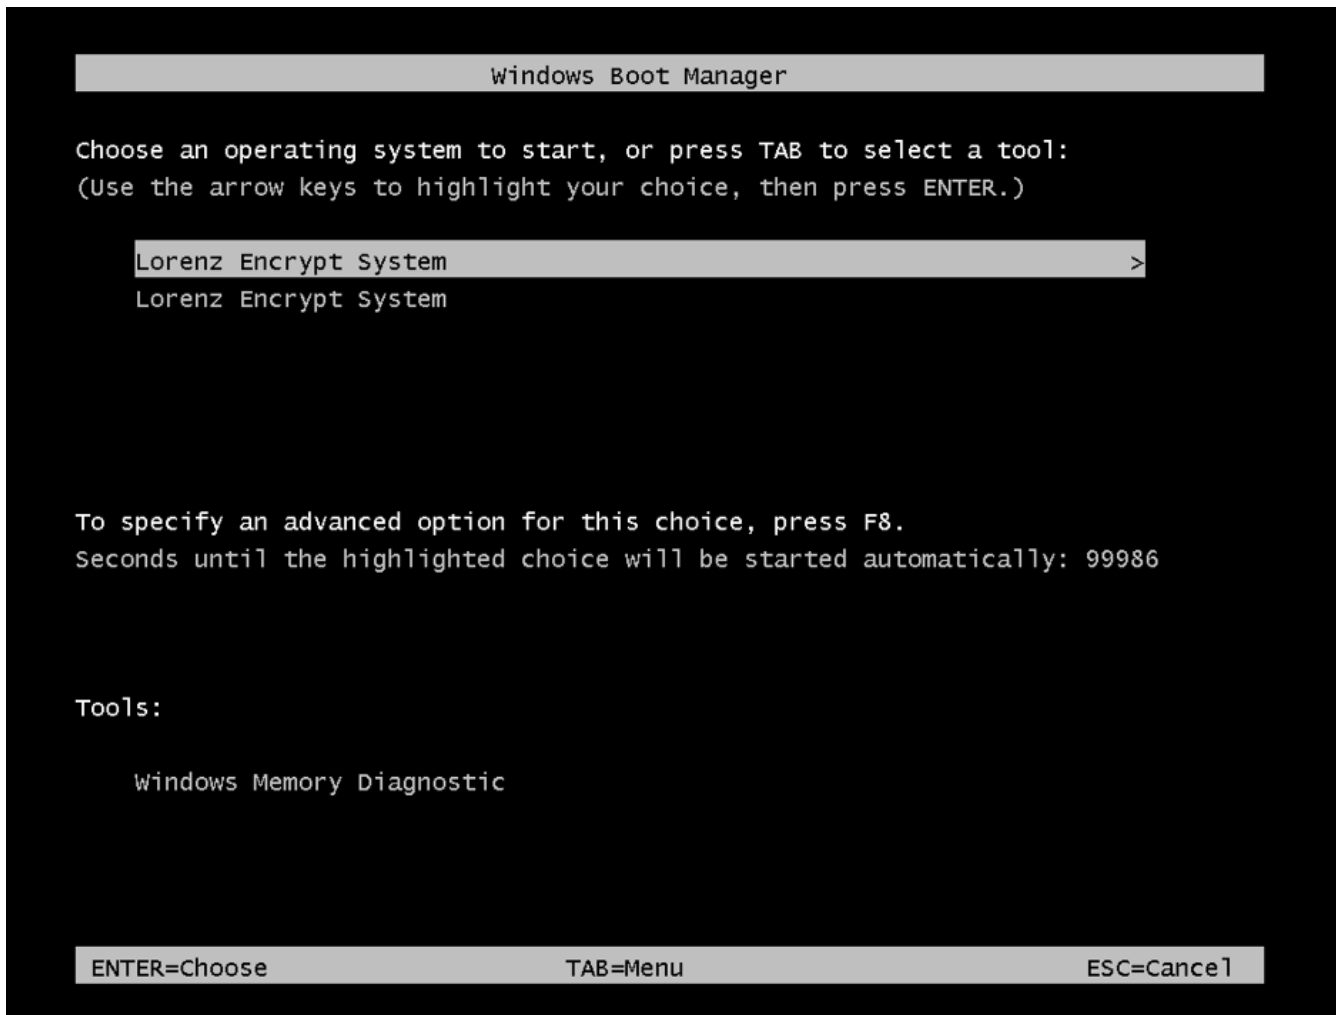 Windows Boot Manager
Choose an operating system to start, or press TAB to select a tool:
(Use the arrow keys to highlight your choice, then press ENTER.)
Lorenz Encrypt System >
Lorenz Encrypt System
To specify an advanced option for this choice, press F8.
Seconds until the highlighted choice will be started automatically: 99986
Tools:
Windows Memory Diagnostic
ENTER=Choose TAB=Menu ESC=Cancel